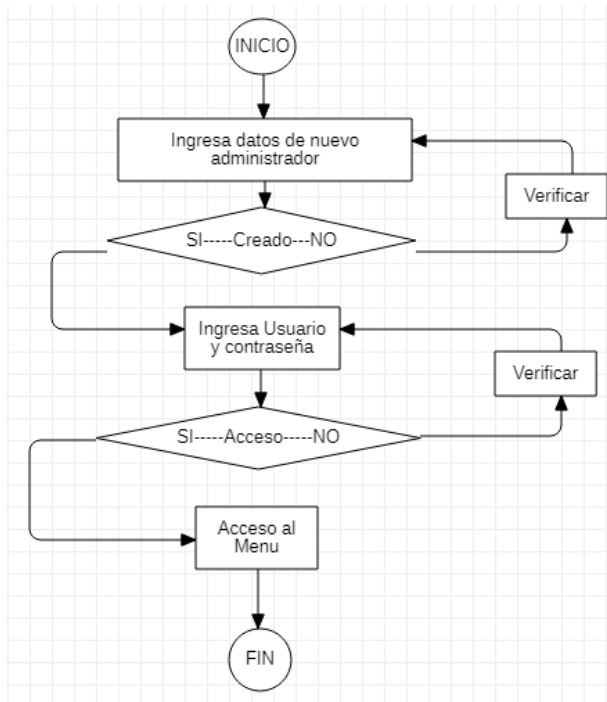 INICIO
Ingresa datos de nuevo
administrador
Verificar
SI-----Creado---NO
Ingresa Usuario
y contraseña
Verificar
SI-----Acceso-----NO
Acceso al
Menu
FIN